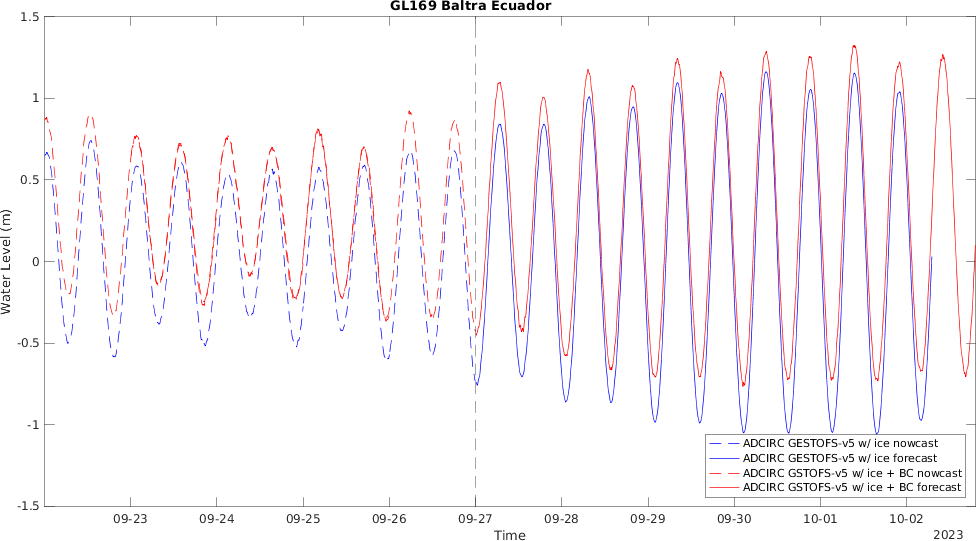 GL169 Baltra Ecuador
1.5
1
0.5
0
-0.5
-1
-1.5
Water Level (m)
ADCIRC GESTOFS-v5 w/ ice nowcast
ADCIRC GESTOFS-v5 w/ ice forecast
ADCIRC GSTOFS-v5 w/ ice + BC nowcast
ADCIRC GSTOFS-v5 w/ ice + BC forecast
09-23 09-24 09-25 09-26 09-27 09-28 09-29 09-30 10-01 10-02
Time
2023